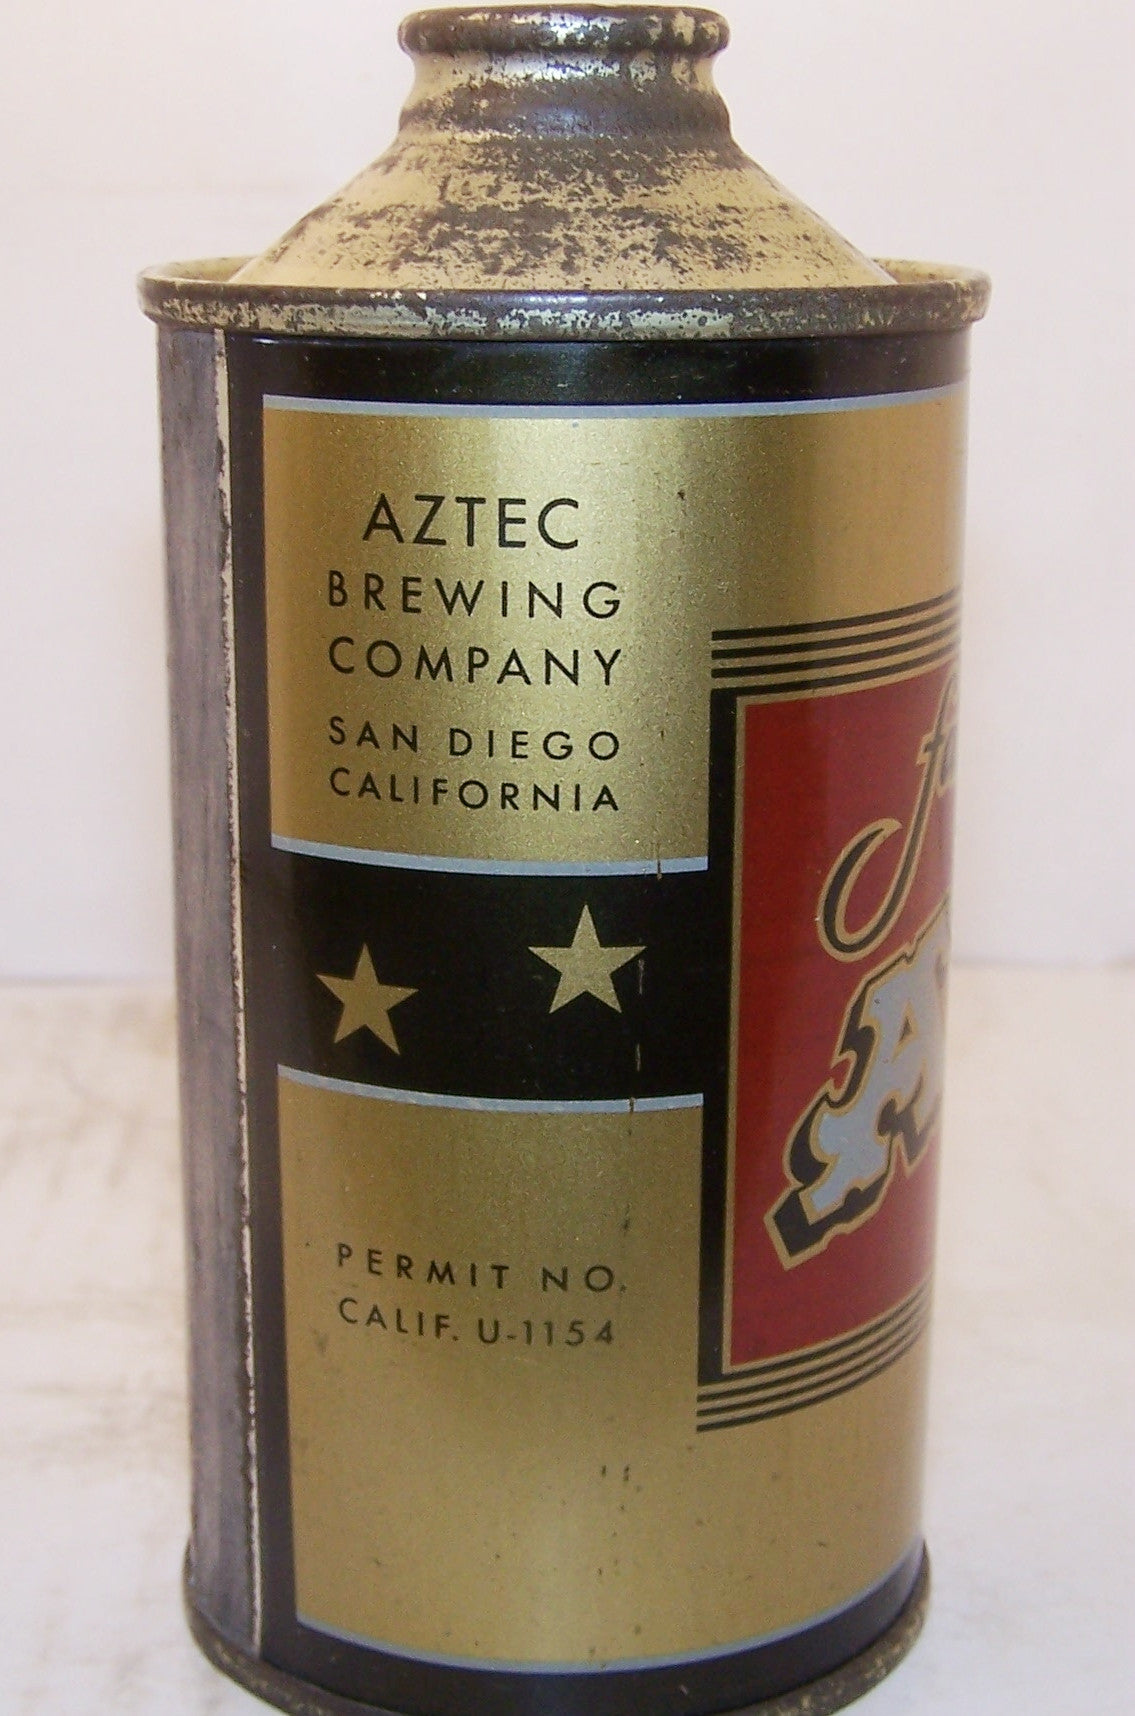 AZTEC
BREWING
COMPANY
SAN DIEGO
CALIFORNIA
PERMIT NO.
CALIF. U-1154